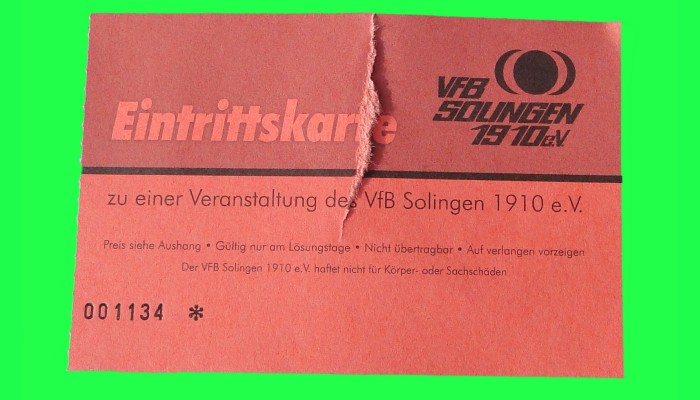 VFB
SOLINGEN
1910 e.V.
Eintrittskarte
zu einer Veranstaltung des VfB Solingen 1910 e.V.
Preis siehe Aushang • Gültig nur am Lösungstage • Nicht übertragbar • Auf verlangen vorzeigen
Der VFB Solingen 1910 e.V. haftet nicht für Körper- oder Sachschäden
001134 *